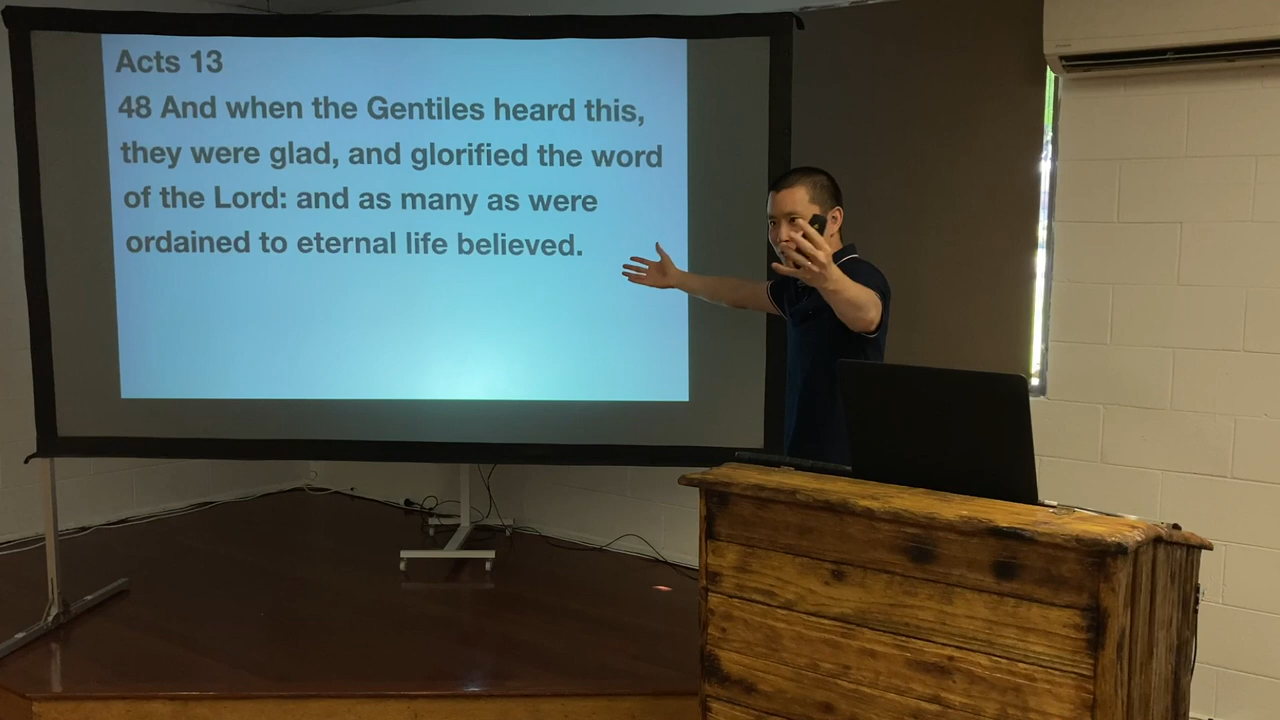 Acts 13
48 And when the Gentiles heard this,
they were glad, and glorified the word
of the Lord: and as many as were
ordained to eternal life believed.